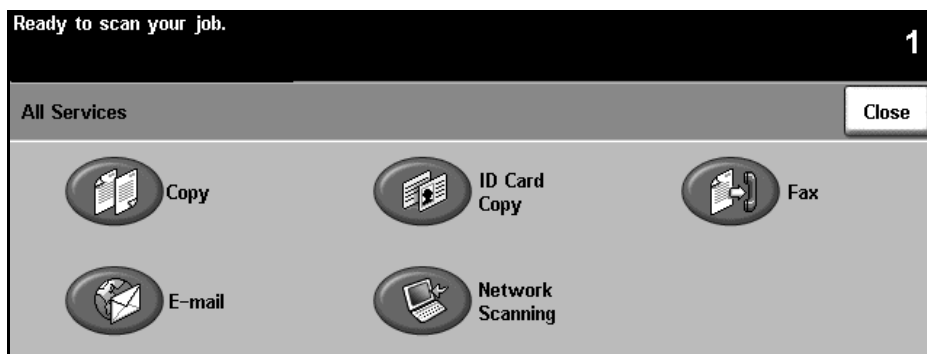 Ready to scan your job.
1
All Services
Close
Copy
ID Card
Copy
Fax
E-mail
Network
Scanning